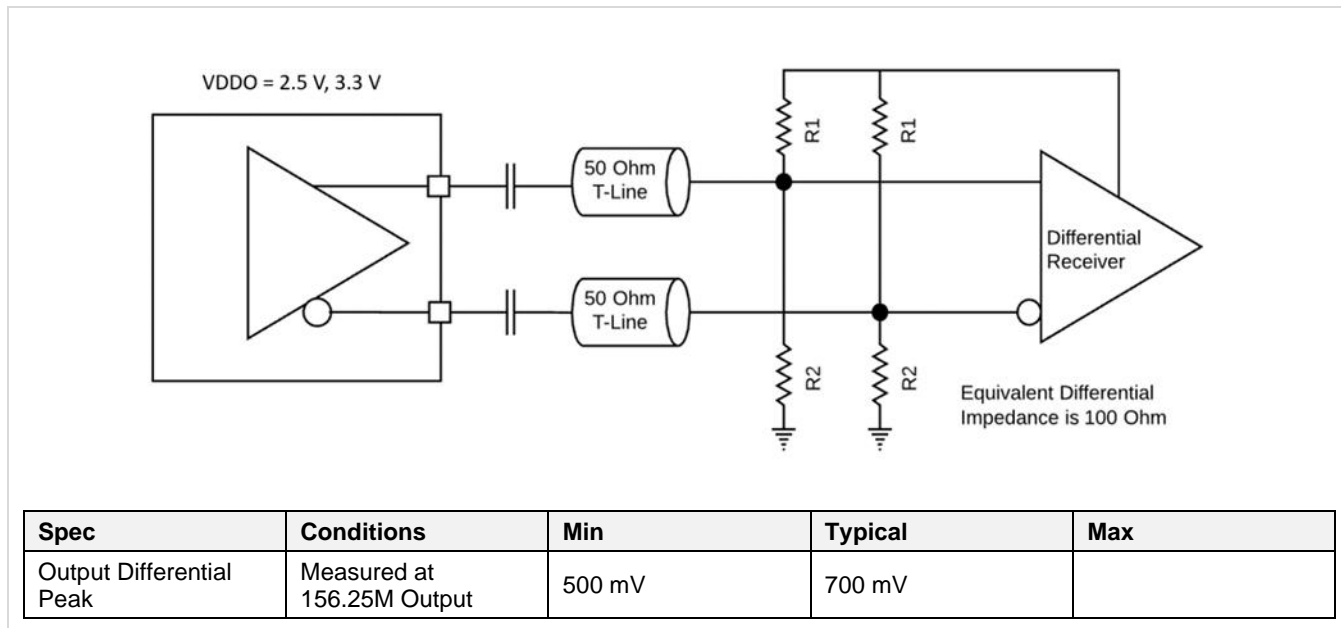 VDDO = 2.5 V, 3.3 V
R1
R1
50 Ohm
T-Line
Differential
Receiver
50 Ohm
T-Line
R2
R2
Equivalent Differential
Impedance is 100 Ohm
Spec Conditions Min Typical Max
Output Differential
Peak
Measured at
156.25M Output
500 mV
700 mV